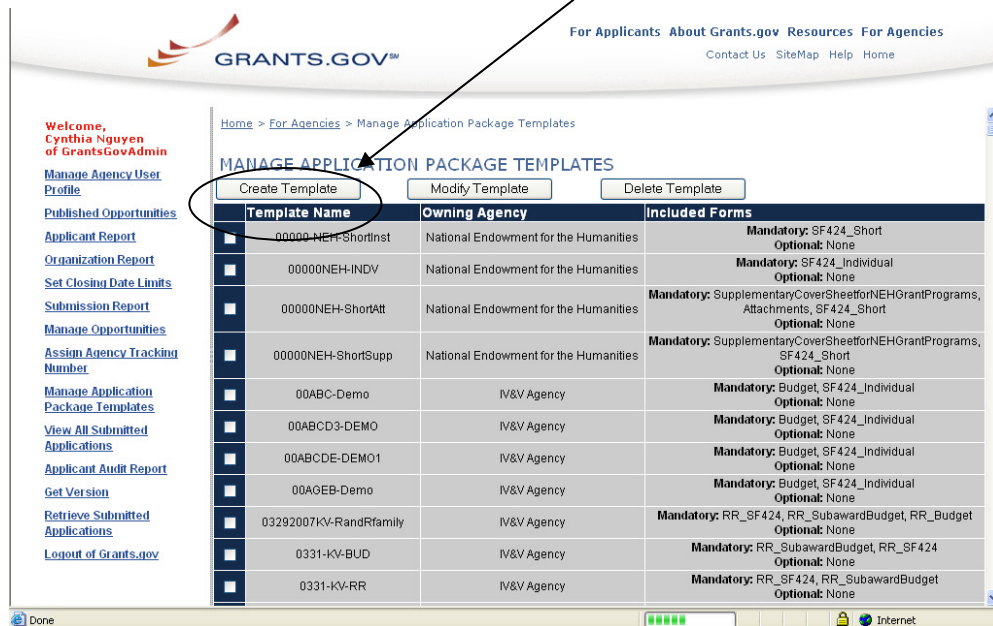 For Applicants About Grants.gov Resources For Agencies
GRANTS.GOV℠
Contact Us SiteMap Help Home
Welcome,
Cynthia Nguyen
of GrantsGovAdmin
Manage Agency User
Profile
Published Opportunities
Applicant Report
Organization Report
Set Closing Date Limits
Submission Report
Manage Opportunities
Assign Agency Tracking
Number
Manage Application
Package Templates
View All Submitted
Applications
Applicant Audit Report
Get Version
Retrieve Submitted
Applications
Logout of Grants.gov
Home > For Agencies > Manage Application Package Templates
MANAGE APPLICATION PACKAGE TEMPLATES
Create Template Modify Template Delete Template
Template Name Owning Agency Included Forms
00000-NEH-ShortInst National Endowment for the Humanities Mandatory: SF424_Short
Optional: None
00000NEH-INDV National Endowment for the Humanities Mandatory: SF424_Individual
Optional: None
00000NEH-ShortAtt National Endowment for the Humanities Mandatory: SupplementaryCoverSheetforNEHGrantPrograms,
Attachments, SF424_Short
Optional: None
00000NEH-ShortSupp National Endowment for the Humanities Mandatory: SupplementaryCoverSheetforNEHGrantPrograms,
SF424_Short
Optional: None
00ABC-Demo IV&V Agency Mandatory: Budget, SF424_Individual
Optional: None
00ABCD3-DEMO IV&V Agency Mandatory: Budget, SF424_Individual
Optional: None
00ABCDE-DEMO1 IV&V Agency Mandatory: Budget, SF424_Individual
Optional: None
00AGEB-Demo IV&V Agency Mandatory: Budget, SF424_Individual
Optional: None
03292007KV-RandRfamily IV&V Agency Mandatory: RR_SF424, RR_SubawardBudget, RR_Budget
Optional: None
0331-KV-BUD IV&V Agency Mandatory: RR_SubawardBudget, RR_SF424
Optional: None
0331-KV-RR IV&V Agency Mandatory: RR_SF424, RR_SubawardBudget
Optional: None
Done Internet